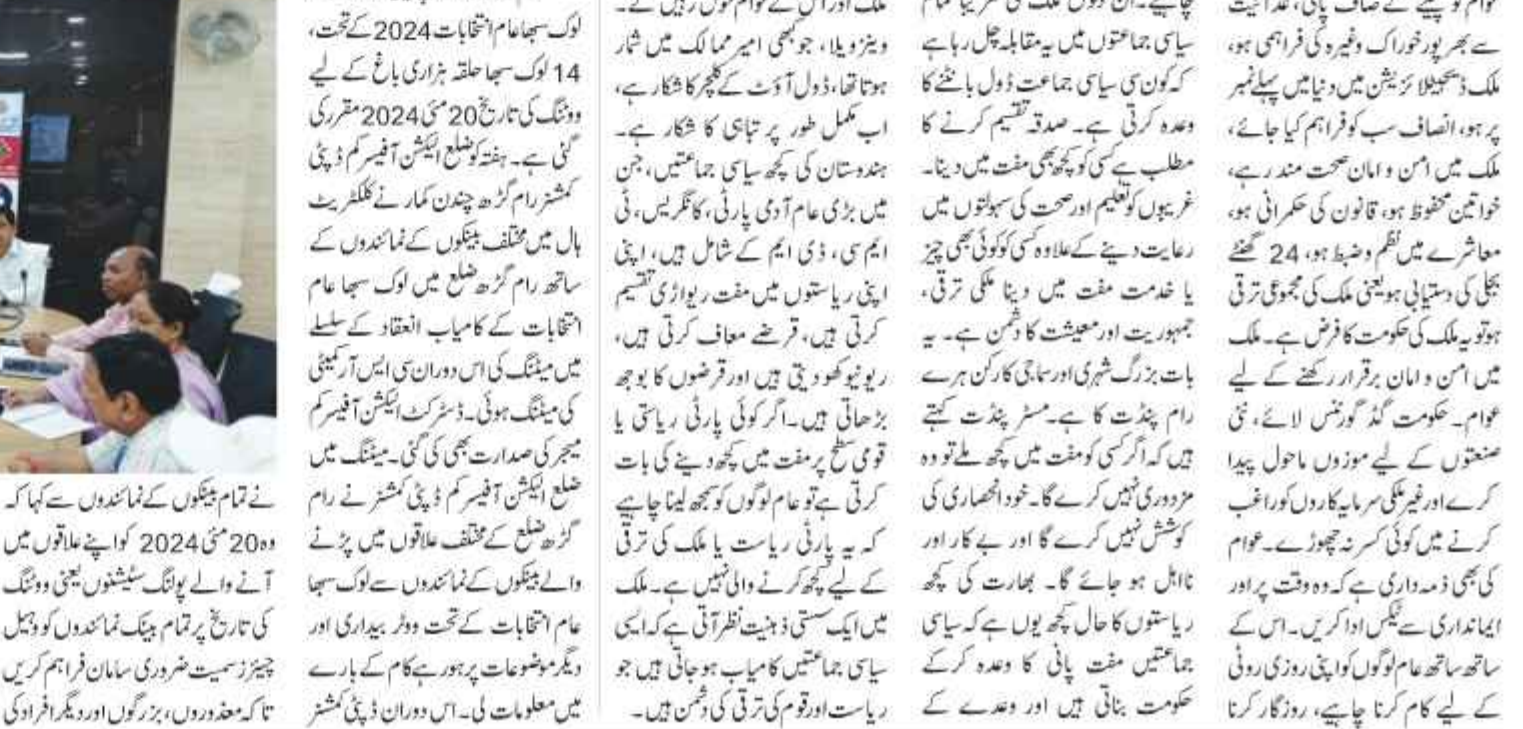 عوام کو پینے کے صاف پانی، غذائیت
سے بھرپور خوراک وغیرہ کی فراہمی ہو،
ملک ڈیجیٹلائزیشن میں دنیا میں پہلے نمبر
پر ہو، انصاف سب کو فراہم کیا جائے،
ملک میں امن و امان صحت مند رہے،
خواتین محفوظ ہو، قانون کی حکمرانی ہو،
معاشرے میں نظم و ضبط ہو، 24 گھنٹے
بجلی کی دستیابی ہو یعنی ملک کی مجموعی ترقی
ہو تو یہ ملک کی حکومت کا فرض ہے۔ ملک
میں امن و امان برقرار رکھنے کے لیے
عوام۔ حکومت گڈ گورننس لائے، نئی
صنعتوں کے لیے موزوں ماحول پیدا
کرے اور غیر ملکی سرمایہ کاروں کو راغب
کرنے میں کوئی کسر نہ چھوڑے۔ عوام
کی بھی ذمہ داری ہے کہ وہ وقت پر اور
ایمانداری سے ٹیکس ادا کریں۔ اس کے
ساتھ ساتھ عام لوگوں کو اپنی روزی روٹی
کے لیے کام کرنا چاہیے، روزگار کرنا
چاہیے۔ ان دنوں ملک کی تقریباً تمام
سیاسی جماعتوں میں یہ مقابلہ چل رہا ہے
کہ کون سی سیاسی جماعت ڈول بانٹنے کا
وعدہ کرتی ہے۔ صدقہ تقسیم کرنے کا
مطلب ہے کسی کو کچھ بھی مفت میں دینا۔
غریبوں کو تعلیم اور صحت کی سہولتوں میں
رعایت دینے کے علاوہ کسی کو کوئی بھی چیز
یا خدمت مفت میں دینا ملکی ترقی،
جمہوریت اور معیشت کا دشمن ہے۔ یہ
بات بزرگ شہری اور سماجی کارکن ہرے
رام پنڈت کا ہے۔ مسٹر پنڈت کہتے
ہیں کہ اگر کسی کو مفت میں کچھ ملے تو وہ
مزدوری نہیں کرے گا۔ خود انحصاری کی
کوشش نہیں کرے گا اور بے کار اور
نااہل ہو جائے گا۔ بھارت کی کچھ
ریاستوں کا حال کچھ یوں ہے کہ سیاسی
جماعتیں مفت پانی کا وعدہ کرکے
حکومت بناتی ہیں اور وعدے کے
ملک اور اس کے عوام خوش رہیں گے۔
وینزویلا، جو کبھی امیر ممالک میں شمار
ہوتا تھا، ڈول آؤٹ کے کلچر کا شکار ہے،
اب مکمل طور پر تباہی کا شکار ہے۔
ہندوستان کی کچھ سیاسی جماعتیں، جن
میں بڑی عام آدمی پارٹی، کانگریس، ٹی
ایم سی، ڈی ایم کے شامل ہیں، اپنی
اپنی ریاستوں میں مفت ریواڑی تقسیم
کرتی ہیں، قرضے معاف کرتی ہیں،
ریونیو کھو دیتی ہیں اور قرضوں کا بوجھ
بڑھاتی ہیں۔ اگر کوئی پارٹی ریاستی یا
قومی سطح پر مفت میں کچھ دینے کی بات
کرتی ہے تو عام لوگوں کو سمجھ لینا چاہیے
کہ یہ پارٹی ریاست یا ملک کی ترقی
کے لیے کچھ کرنے والی نہیں ہے۔ ملک
میں ایک سستی ذہنیت نظر آتی ہے کہ ایسی
سیاسی جماعتیں کامیاب ہو جاتی ہیں جو
ریاست اور قوم کی ترقی کی دشمن ہیں۔
لوک سبھا عام انتخابات 2024 کے تحت،
14 لوک سبھا حلقہ ہزاری باغ کے لیے
ووٹنگ کی تاریخ 20 مئی 2024 مقرر کی
گئی ہے۔ ہفتہ کو ضلع الیکشن آفیسر کم ڈپٹی
کمشنر رام گڑھ چندن کمار نے کلکٹریٹ
ہال میں مختلف بینکوں کے نمائندوں کے
ساتھ رام گڑھ ضلع میں لوک سبھا عام
انتخابات کے کامیاب انعقاد کے سلسلے
میں میٹنگ کی اس دوران سی ایس آر کمیٹی
کی میٹنگ ہوئی۔ ڈسٹرکٹ الیکشن آفیسر کم
میجر کی صدارت بھی کی گئی۔ میٹنگ میں
ضلع الیکشن آفیسر کم ڈپٹی کمشنر نے رام
گڑھ ضلع کے مختلف علاقوں میں پڑنے
والے بینکوں کے نمائندوں سے لوک سبھا
عام انتخابات کے تحت ووٹر بیداری اور
دیگر موضوعات پر ہو رہے کام کے بارے
میں معلومات لی۔ اس دوران ڈپٹی کمشنر
نے تمام بینکوں کے نمائندوں سے کہا کہ
وہ 20 مئی 2024 کو اپنے علاقوں میں
آنے والے پولنگ سٹیشنوں یعنی ووٹنگ
کی تاریخ پر تمام بینک نمائندوں کو وہیل
چیئرز سمیت ضروری سامان فراہم کریں
تاکہ معذوروں، بزرگوں اور دیگر افراد کی